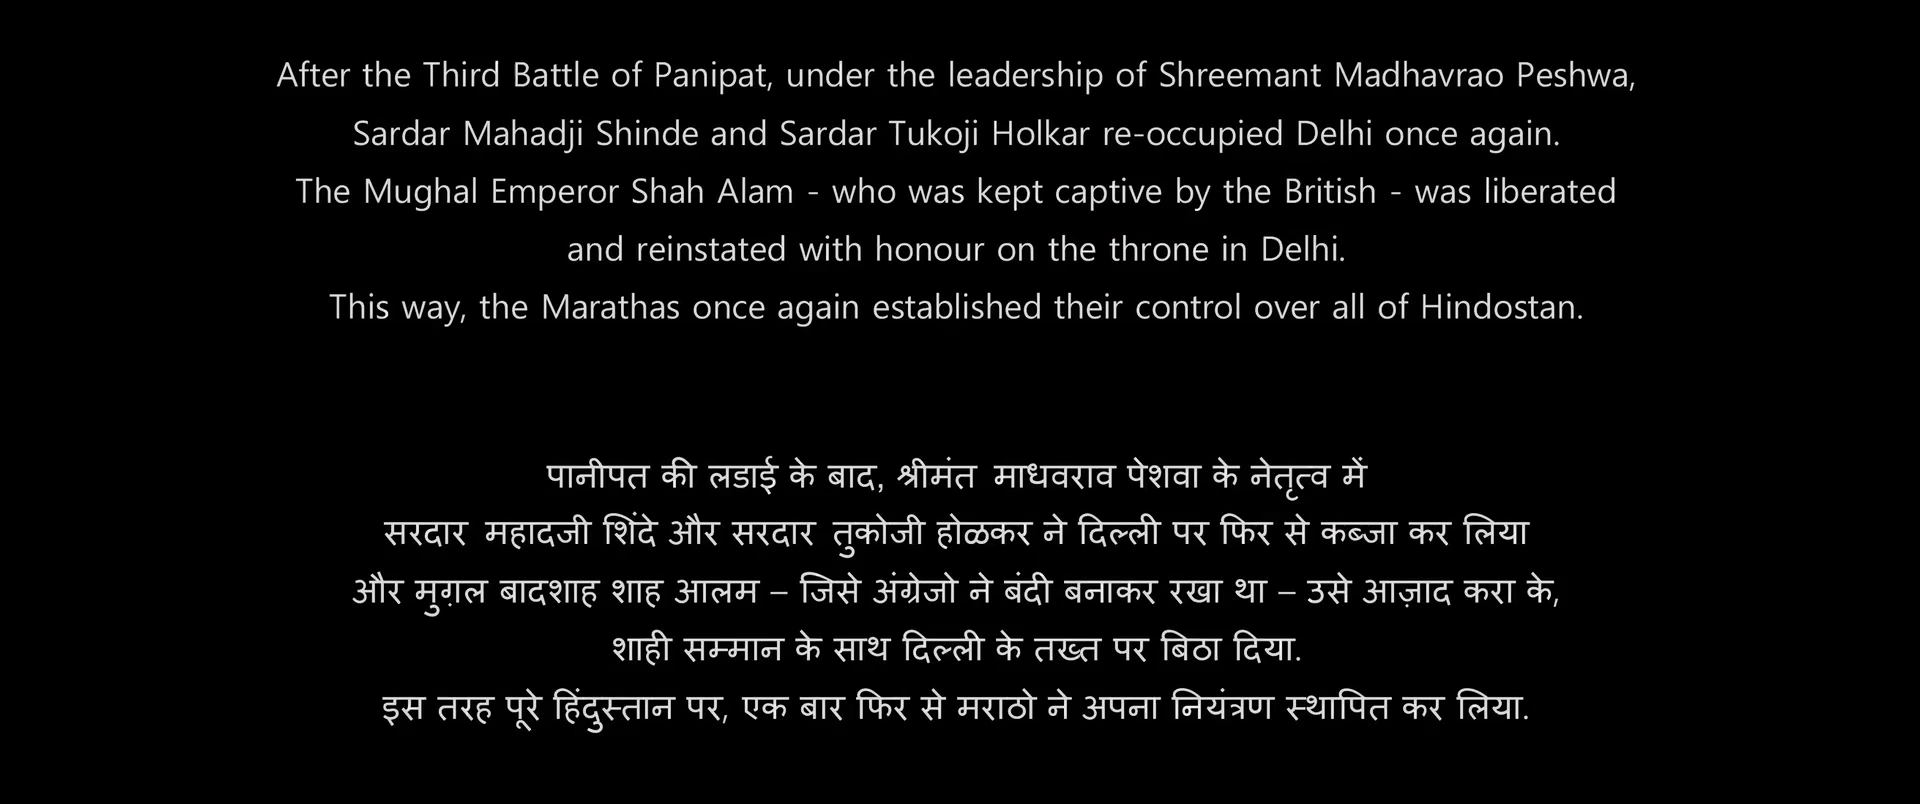 After the Third Battle of Panipat, under the leadership of Shreemant Madhavrao Peshwa,
Sardar Mahadji Shinde and Sardar Tukoji Holkar re-occupied Delhi once again.
The Mughal Emperor Shah Alam - who was kept captive by the British - was liberated
and reinstated with honour on the throne in Delhi.
This way, the Marathas once again established their control over all of Hindostan.
पानीपत की लडाई के बाद, श्रीमंत माधवराव पेशवा के नेतृत्व में
सरदार महादजी शिंदे और सरदार तुकोजी होळकर ने दिल्ली पर फिर से कब्जा कर लिया
और मुग़ल बादशाह शाह आलम – जिसे अंग्रेजो ने बंदी बनाकर रखा था – उसे आज़ाद करा के,
शाही सम्मान के साथ दिल्ली के तख्त पर बिठा दिया.
इस तरह पूरे हिंदुस्तान पर, एक बार फिर से मराठो ने अपना नियंत्रण स्थापित कर लिया.